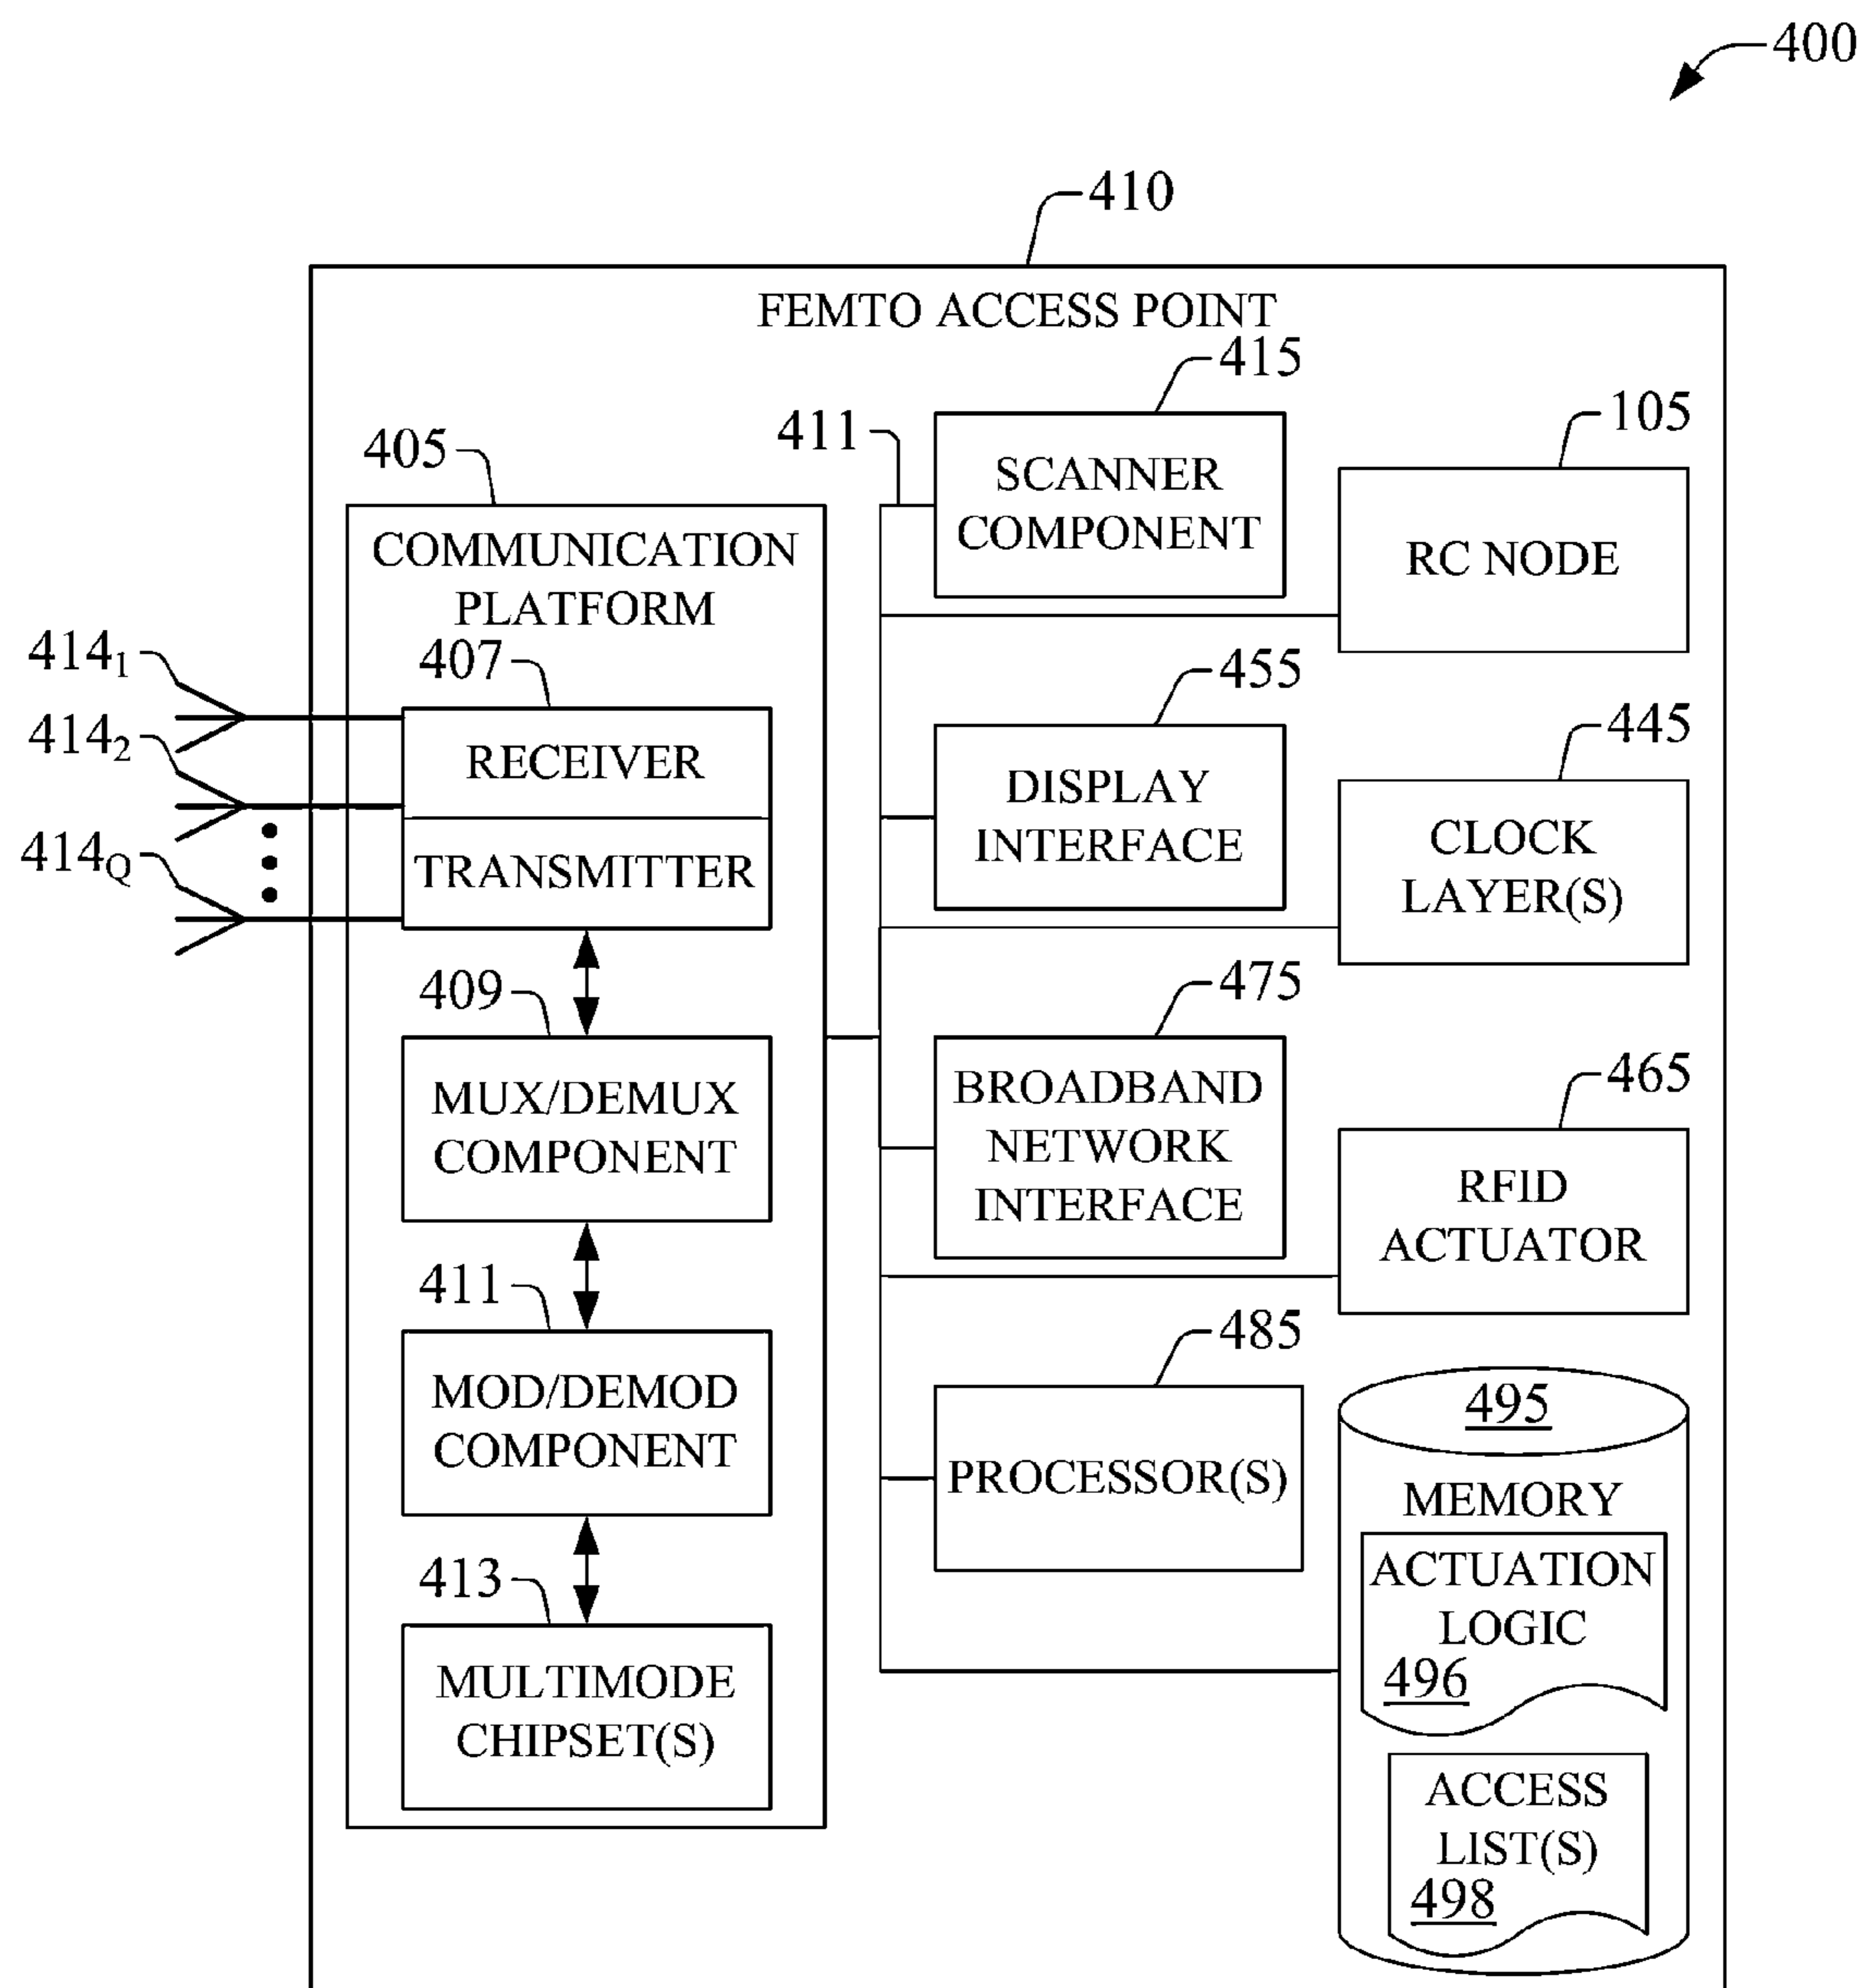 400
410
FEMTO ACCESS POINT
415
411
105
405
SCANNER
COMPONENT
RC NODE
COMMUNICATION
PLATFORM
414₁
407
455
414₂
445
RECEIVER
DISPLAY
INTERFACE
CLOCK
LAYER(S)
414Q
TRANSMITTER
409
475
465
MUX/DEMUX
COMPONENT
BROADBAND
NETWORK
INTERFACE
RFID
ACTUATOR
411
485
MOD/DEMOD
COMPONENT
PROCESSOR(S)
495
MEMORY
ACTUATION
LOGIC
496
413
MULTIMODE
CHIPSET(S)
ACCESS
LIST(S)
498